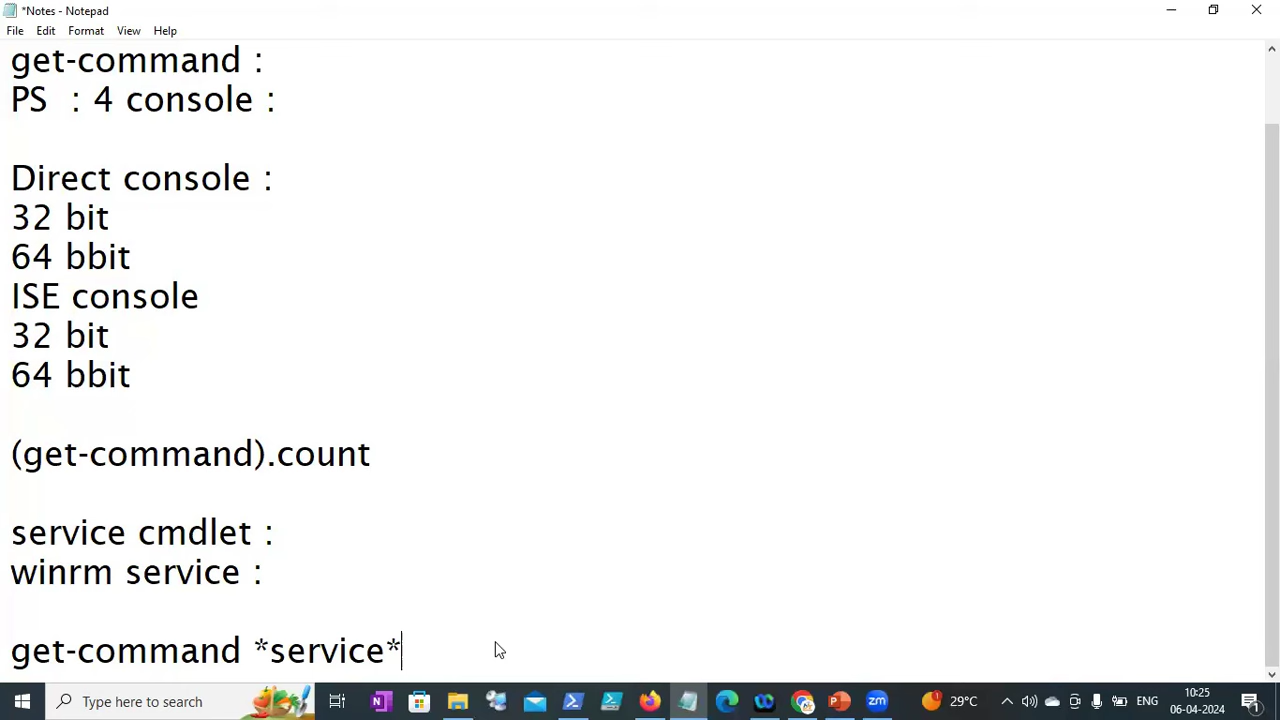 *Notes - Notepad
File Edit Format View Help
get-command :
PS  : 4 console :
Direct console :
32 bit
64 bbit
ISE console
32 bit
64 bbit
(get-command).count
service cmdlet :
winrm service :
get-command *service*
Type here to search
29°C
ENG
10:25
06-04-2024
1